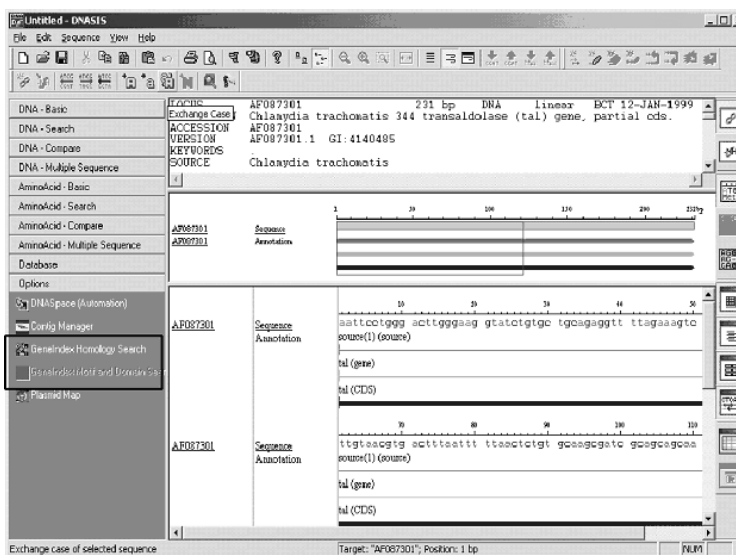 Untitled - DNASIS
File Edit Sequence View Help
DNA - Basic
DNA - Search
DNA - Compare
DNA - Multiple Sequence
AminoAcid - Basic
AminoAcid - Search
AminoAcid - Compare
AminoAcid - Multiple Sequence
Database
Options
DNASpace (Automation)
Contig Manager
GeneIndex Homology Search
GeneIndex Motif and Domain Sear
Plasmid Map
LOCUS AF087301 231 bp DNA linear BCT 12-JAN-1999
Exchange Case Chlamydia trachomatis 344 transaldolase (tal) gene, partial cds.
ACCESSION AF087301
VERSION AF087301.1 GI:4140485
KEYWORDS .
SOURCE Chlamydia trachomatis
1 50 100 150 200
AF087301 Sequence
AF087301 Annotation
10 20 30 40 50
AF087301 Sequence aattcctggg acttgggaag gtatctgtgc tgcagaggtt ttagaaagtc
Annotation source(1) (source)
tal (gene)
tal (CDS)
70 80 90 100 110
AF087301 Sequence ttgtaacgtg actttaattt ttaactctgt gcaagcgatc gcagcagcaa
Annotation source(1) (source)
tal (gene)
tal (CDS)
Exchange case of selected sequence Target: "AF087301"; Position: 1 bp NUM